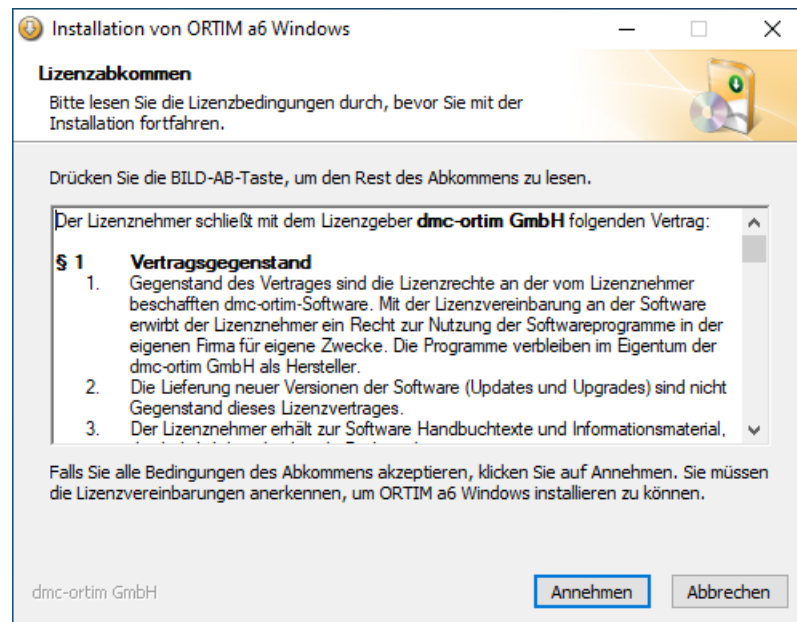 Installation von ORTIM a6 Windows
Lizenzabkommen
Bitte lesen Sie die Lizenzbedingungen durch, bevor Sie mit der
Installation fortfahren.
Drücken Sie die BILD-AB-Taste, um den Rest des Abkommens zu lesen.
Der Lizenznehmer schließt mit dem Lizenzgeber dmc-ortim GmbH folgenden Vertrag:
§ 1 Vertragsgegenstand
1. Gegenstand des Vertrages sind die Lizenzrechte an der vom Lizenznehmer
beschafften dmc-ortim-Software. Mit der Lizenzvereinbarung an der Software
erwirbt der Lizenznehmer ein Recht zur Nutzung der Softwareprogramme in der
eigenen Firma für eigene Zwecke. Die Programme verbleiben im Eigentum der
dmc-ortim GmbH als Hersteller.
2. Die Lieferung neuer Versionen der Software (Updates und Upgrades) sind nicht
Gegenstand dieses Lizenzvertrages.
3. Der Lizenznehmer erhält zur Software Handbuchtexte und Informationsmaterial,
Falls Sie alle Bedingungen des Abkommens akzeptieren, klicken Sie auf Annehmen. Sie müssen
die Lizenzvereinbarungen anerkennen, um ORTIM a6 Windows installieren zu können.
dmc-ortim GmbH
Annehmen Abbrechen